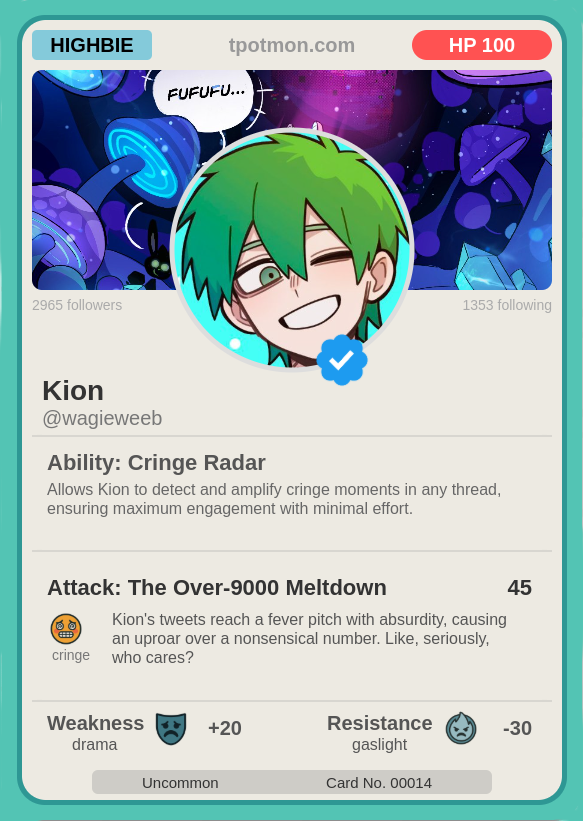 HIGHBIE
tpotmon.com
HP 100
FUFUFU...
2965 followers
1353 following
Kion
@wagieweeb
Ability: Cringe Radar
Allows Kion to detect and amplify cringe moments in any thread,
ensuring maximum engagement with minimal effort.
Attack: The Over-9000 Meltdown 45
cringe
Kion's tweets reach a fever pitch with absurdity, causing
an uproar over a nonsensical number. Like, seriously,
who cares?
Weakness +20
drama
Resistance -30
gaslight
Uncommon Card No. 00014